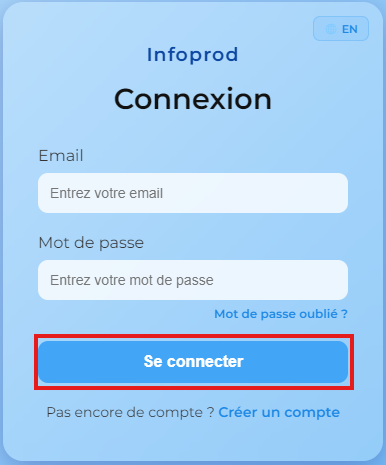 EN
Infoprod
Connexion
Email
Entrez votre email
Mot de passe
Entrez votre mot de passe
Mot de passe oublié ?
Se connecter
Pas encore de compte ? Créer un compte